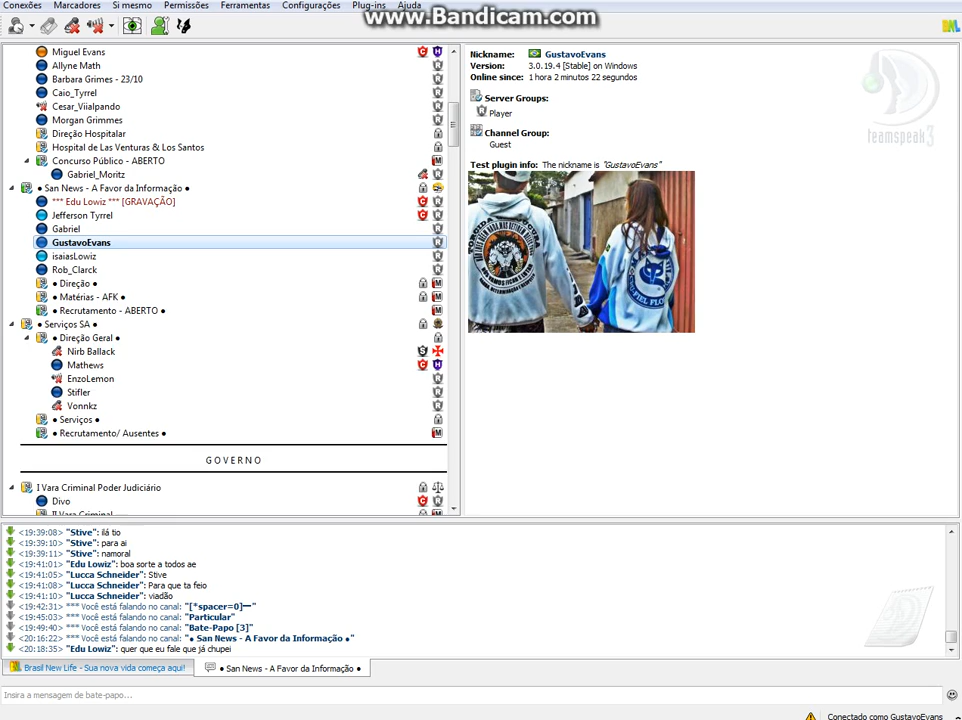 Conexões Marcadores Si mesmo Permissões Ferramentas Configurações Plug-ins Ajuda
www.Bandicam.com
Miguel Evans
Allyne Math
Barbara Grimes - 23/10
Caio_Tyrrel
Cesar_Viialpando
Morgan Grimmes
Direção Hospitalar
Hospital de Las Venturas & Los Santos
Concurso Público - ABERTO
Gabriel_Moritz
● San News - A Favor da Informação ●
*** Edu Lowiz *** [GRAVAÇÃO]
Jefferson Tyrrel
Gabriel
GustavoEvans
isaiasLowiz
Rob_Clarck
● Direção ●
● Matérias - AFK ●
● Recrutamento - ABERTO ●
● Serviços SA ●
● Direção Geral ●
Nirb Ballack
Mathews
EnzoLemon
Stifler
Vonnkz
● Serviços ●
● Recrutamento/ Ausentes ●
GOVERNO
I Vara Criminal Poder Judiciário
Divo
II Vara Criminal
Nickname: GustavoEvans
Version: 3.0.19.4 [Stable] on Windows
Online since: 1 hora 2 minutos 22 segundos
Server Groups:
Player
Channel Group:
Guest
Test plugin info: The nickname is "GustavoEvans"
teamspeak3
<19:39:08> "Stive": ilá tio
<19:39:10> "Stive": para ai
<19:39:11> "Stive": namoral
<19:41:01> "Edu Lowiz": boa sorte a todos ae
<19:41:05> "Lucca Schneider": Stive
<19:41:08> "Lucca Schneider": Para que ta feio
<19:41:10> "Lucca Schneider": viadão
<19:42:31> *** Você está falando no canal: "[*spacer=0]—"
<19:45:03> *** Você está falando no canal: "Particular"
<19:49:40> *** Você está falando no canal: "Bate-Papo [3]"
<20:16:22> *** Você está falando no canal: "● San News - A Favor da Informação ●"
<20:18:35> "Edu Lowiz": quer que eu fale que já chupei
Brasil New Life - Sua nova vida começa aqui!
● San News - A Favor da Informação ●
Insira a mensagem de bate-papo...
Conectado como GustavoEvans